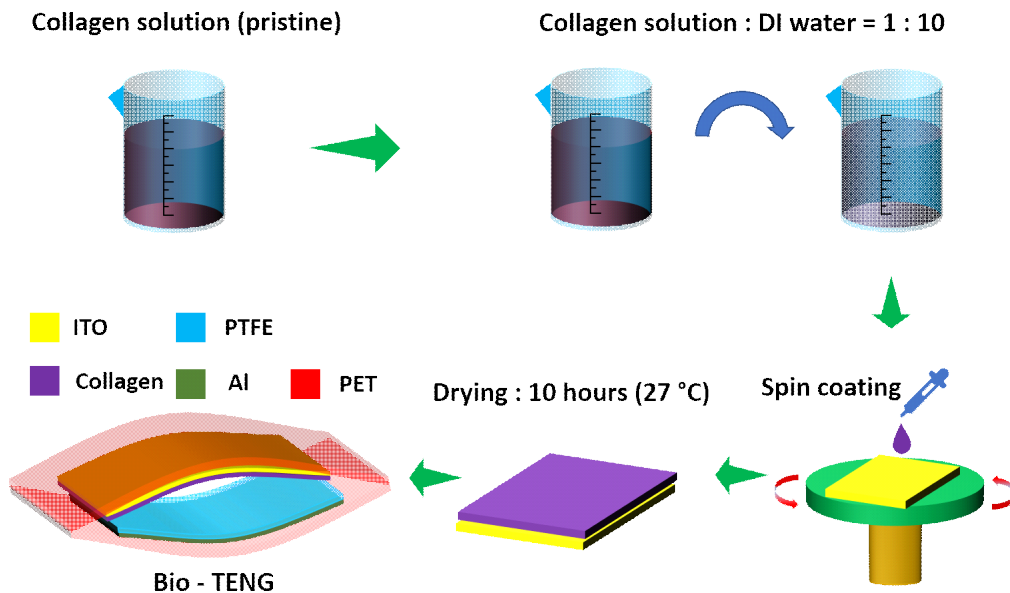 Collagen solution (pristine)
Collagen solution : DI water = 1 : 10
ITO
PTFE
Collagen
Al
PET
Drying : 10 hours (27 °C)
Spin coating
Bio - TENG